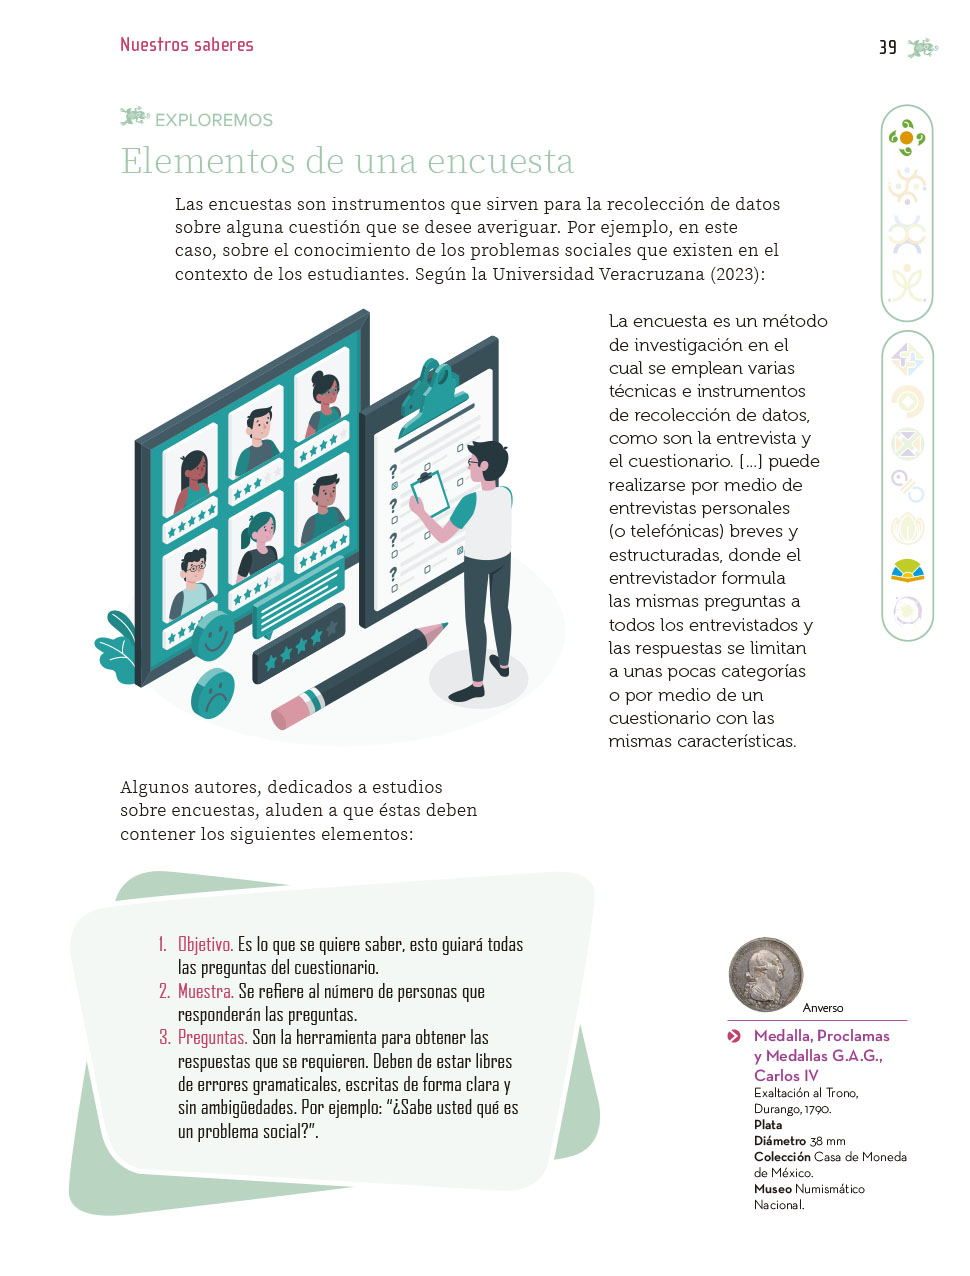 Nuestros saberes
39
EXPLOREMOS
Elementos de una encuesta
Las encuestas son instrumentos que sirven para la recolección de datos
sobre alguna cuestión que se desee averiguar. Por ejemplo, en este
caso, sobre el conocimiento de los problemas sociales que existen en el
contexto de los estudiantes. Según la Universidad Veracruzana (2023):
La encuesta es un método
de investigación en el
cual se emplean varias
técnicas e instrumentos
de recolección de datos,
como son la entrevista y
el cuestionario. [...] puede
realizarse por medio de
entrevistas personales
(o telefónicas) breves y
estructuradas, donde el
entrevistador formula
las mismas preguntas a
todos los entrevistados y
las respuestas se limitan
a unas pocas categorías
o por medio de un
cuestionario con las
mismas características.
?
?
?
?
Algunos autores, dedicados a estudios
sobre encuestas, aluden a que éstas deben
contener los siguientes elementos:
1. Objetivo. Es lo que se quiere saber, esto guiará todas
las preguntas del cuestionario.
2. Muestra. Se refiere al número de personas que
responderán las preguntas.
3. Preguntas. Son la herramienta para obtener las
respuestas que se requieren. Deben de estar libres
de errores gramaticales, escritas de forma clara y
sin ambigüedades. Por ejemplo: “¿Sabe usted qué es
un problema social?”.
Anverso
Medalla, Proclamas
y Medallas G.A.G.,
Carlos IV
Exaltación al Trono,
Durango, 1790.
Plata
Diámetro 38 mm
Colección Casa de Moneda
de México.
Museo Numismático
Nacional.